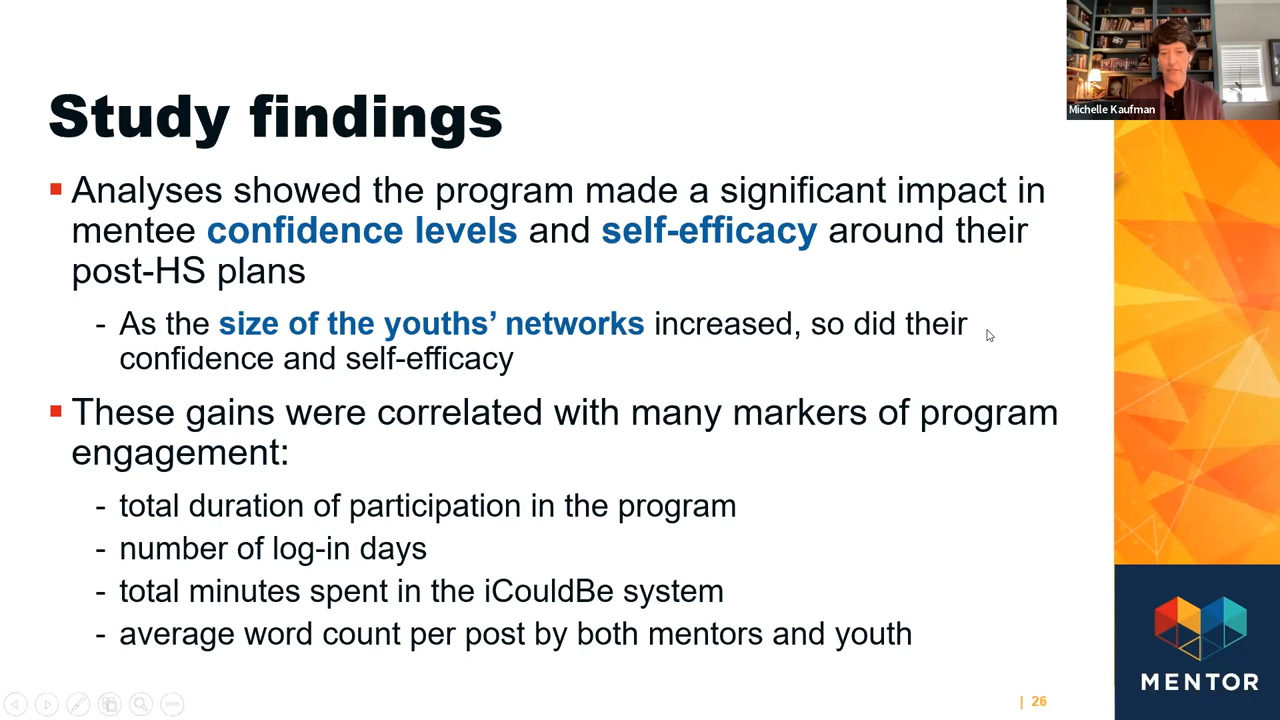 Michelle Kaufman
Study findings
Analyses showed the program made a significant impact in
mentee confidence levels and self-efficacy around their
post-HS plans
- As the size of the youths’ networks increased, so did their
confidence and self-efficacy
These gains were correlated with many markers of program
engagement:
- total duration of participation in the program
- number of log-in days
- total minutes spent in the iCouldBe system
- average word count per post by both mentors and youth
| 26
MENTOR